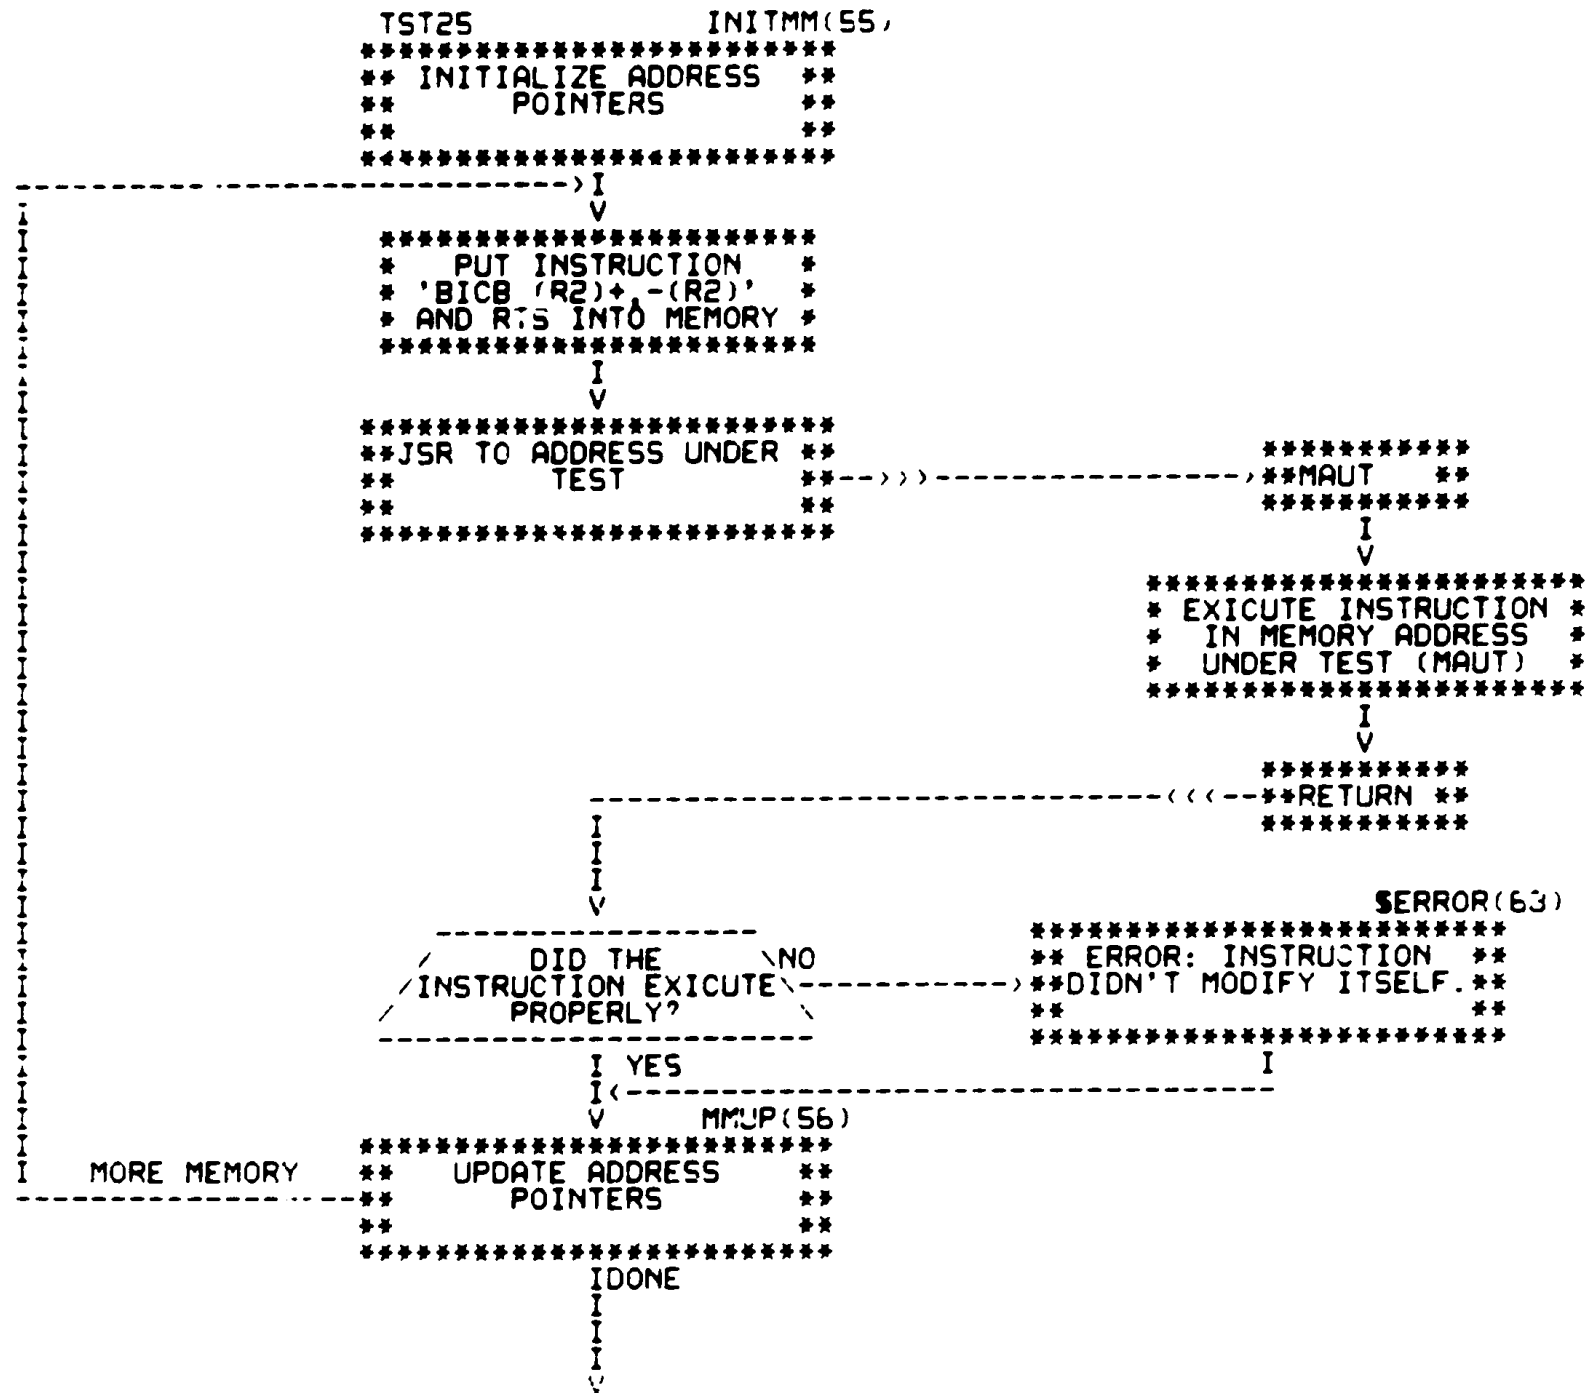 TST25 INITMM(55)
INITIALIZE ADDRESS
POINTERS
PUT INSTRUCTION
'BICB (R2)+,-(R2)'
AND RTS INTO MEMORY
JSR TO ADDRESS UNDER
TEST
MAUT
EXICUTE INSTRUCTION
IN MEMORY ADDRESS
UNDER TEST (MAUT)
RETURN
$ERROR(63)
DID THE NO
INSTRUCTION EXICUTE
PROPERLY?
ERROR: INSTRUCTION
DIDN'T MODIFY ITSELF.
YES
MMUP(56)
MORE MEMORY
UPDATE ADDRESS
POINTERS
DONE